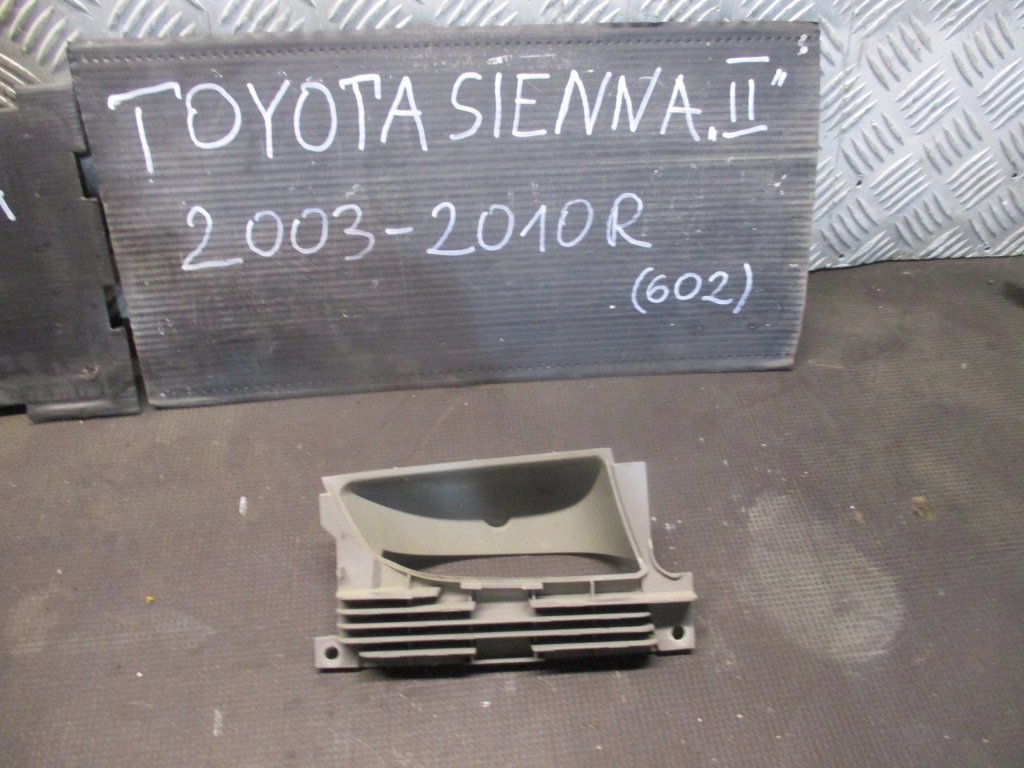 TOYOTA SIENNA „II”
2003-2010R
(602)